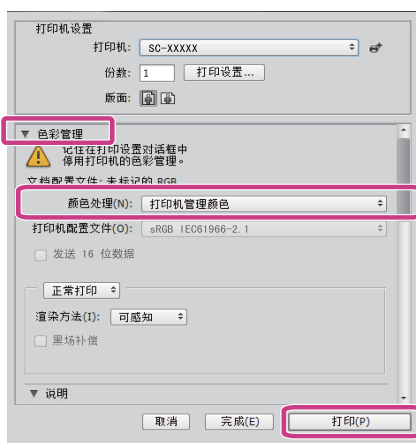 打印机设置
打印机: SC-XXXXX
份数: 1 打印设置...
版面:
▼ 色彩管理
记住在打印设置对话框中
停用打印机的色彩管理。
文档配置文件: 未标记的 RGB
颜色处理(N): 打印机管理颜色
打印机配置文件(O): sRGB IEC61966-2.1
发送 16 位数据
正常打印
渲染方法(I): 可感知
黑场补偿
▼ 说明
取消 完成(E) 打印(P)